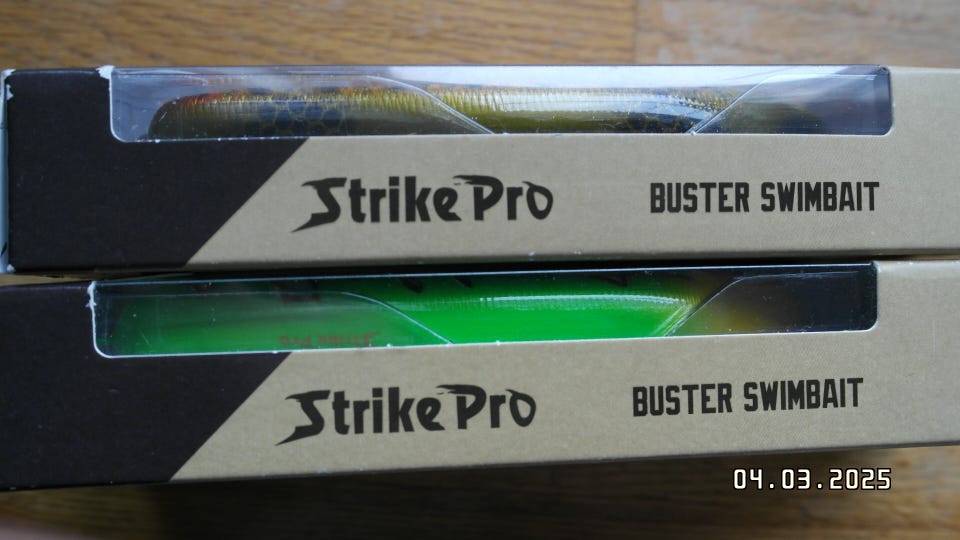 Strike Pro BUSTER SWIMBAIT
Strike Pro BUSTER SWIMBAIT
04.03.2025